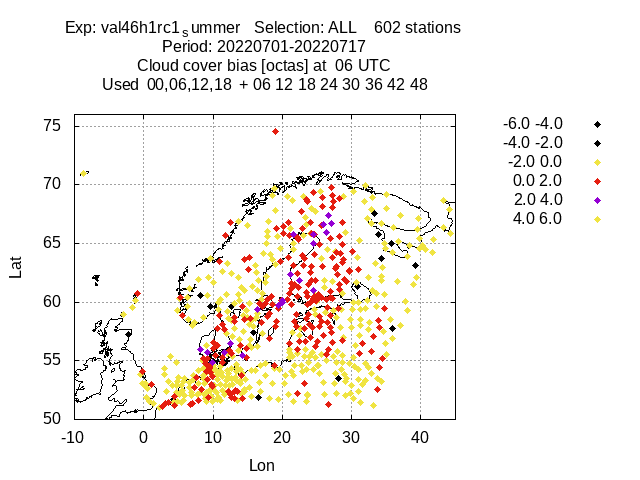 Exp: val46h1rc1summer Selection: ALL 602 stations
Period: 20220701-20220717
Cloud cover bias [octas] at 06 UTC
Used 00,06,12,18 + 06 12 18 24 30 36 42 48
-6.0 -4.0
-4.0 -2.0
-2.0 0.0
0.0 2.0
2.0 4.0
4.0 6.0
75
70
65
60
55
50
Lat
-10 0 10 20 30 40
Lon